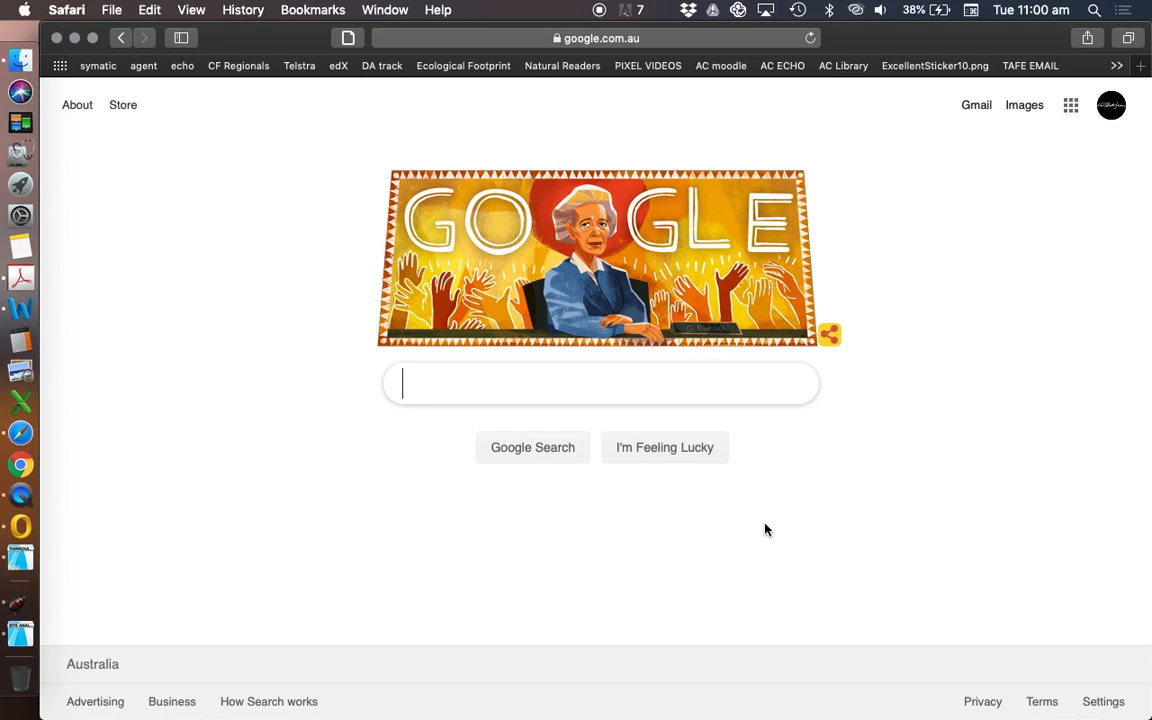 Safari File Edit View History Bookmarks Window Help 7 38% Tue 11:00 am
google.com.au
symatic agent echo CF Regionals Telstra edX DA track Ecological Footprint Natural Readers PIXEL VIDEOS AC moodle AC ECHO AC Library ExcellentSticker10.png TAFE EMAIL >>
About Store Gmail Images
GOOGLE
Google Search I'm Feeling Lucky
Australia
Advertising Business How Search works Privacy Terms Settings